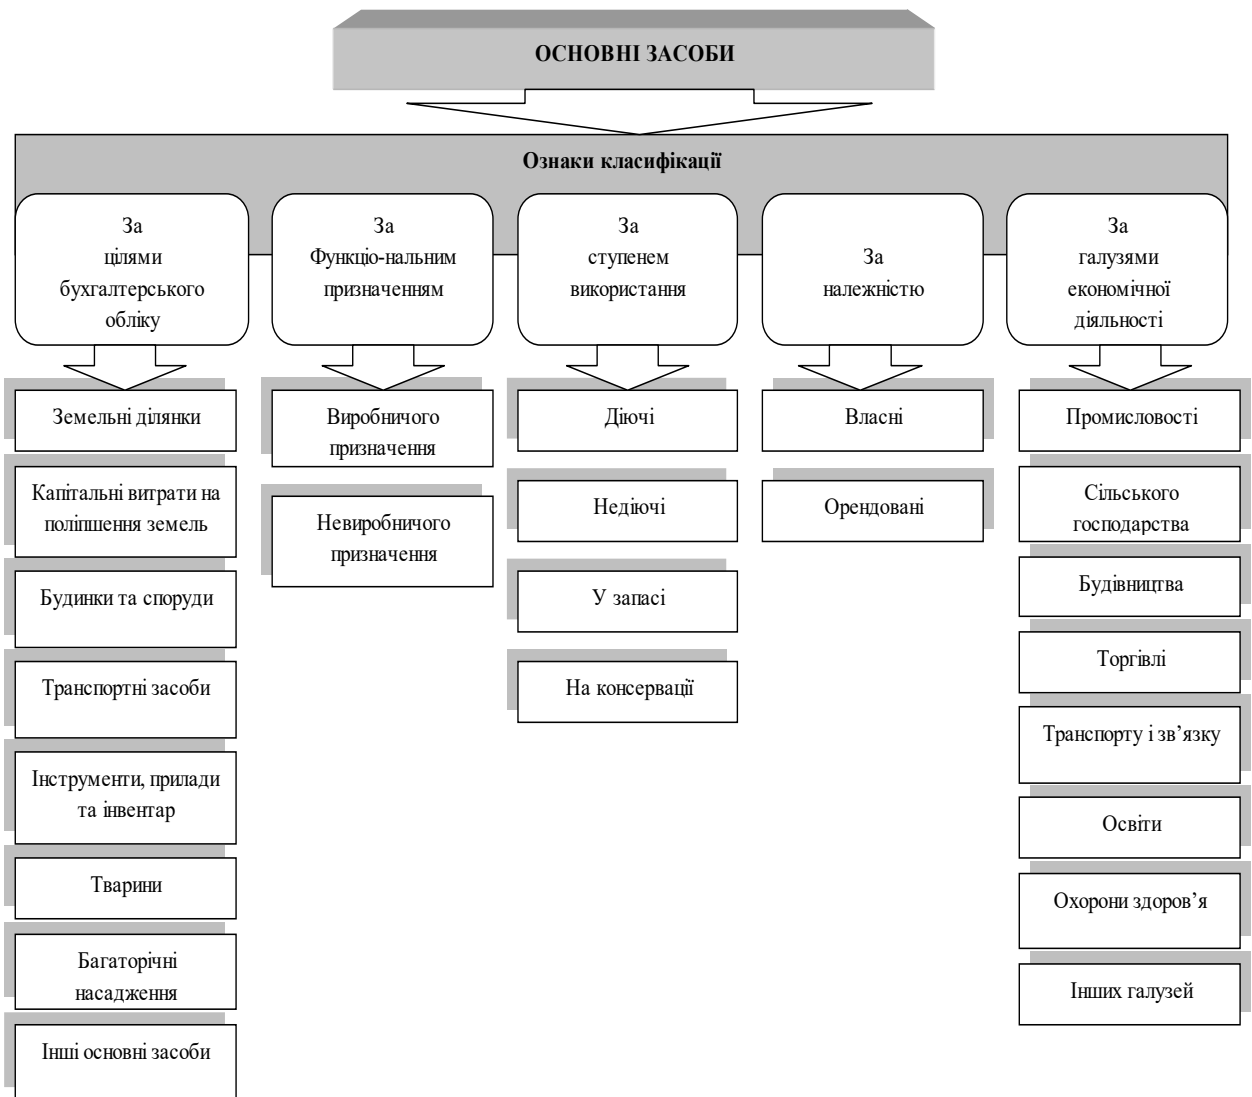 ОСНОВНІ ЗАСОБИ
Ознаки класифікації
За
цілями
бухгалтерського
обліку
За
Функціо-нальним
призначенням
За
ступенем
використання
За
належністю
За
галузями
економічної
діяльності
Земельні ділянки
Капітальні витрати на
поліпшення земель
Будинки та споруди
Транспортні засоби
Інструменти, прилади
та інвентар
Тварини
Багаторічні
насадження
Інші основні засоби
Виробничого
призначення
Невиробничого
призначення
Діючі
Недіючі
У запасі
На консервації
Власні
Орендовані
Промисловості
Сільського
господарства
Будівництва
Торгівлі
Транспорту і зв’язку
Освіти
Охорони здоров’я
Інших галузей